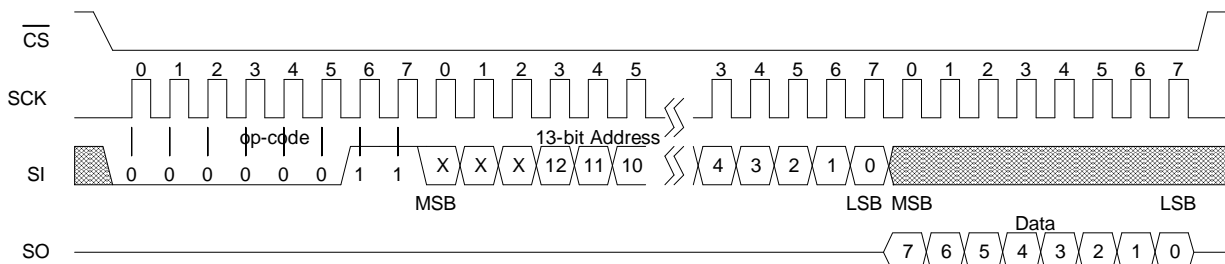 CS
0 1 2 3 4 5 6 7 0 1 2 3 4 5 3 4 5 6 7 0 1 2 3 4 5 6 7
SCK
op-code 13-bit Address
SI 0 0 0 0 0 0 1 1 X X X 12 11 10 4 3 2 1 0
MSB LSB MSB LSB
Data
SO 7 6 5 4 3 2 1 0